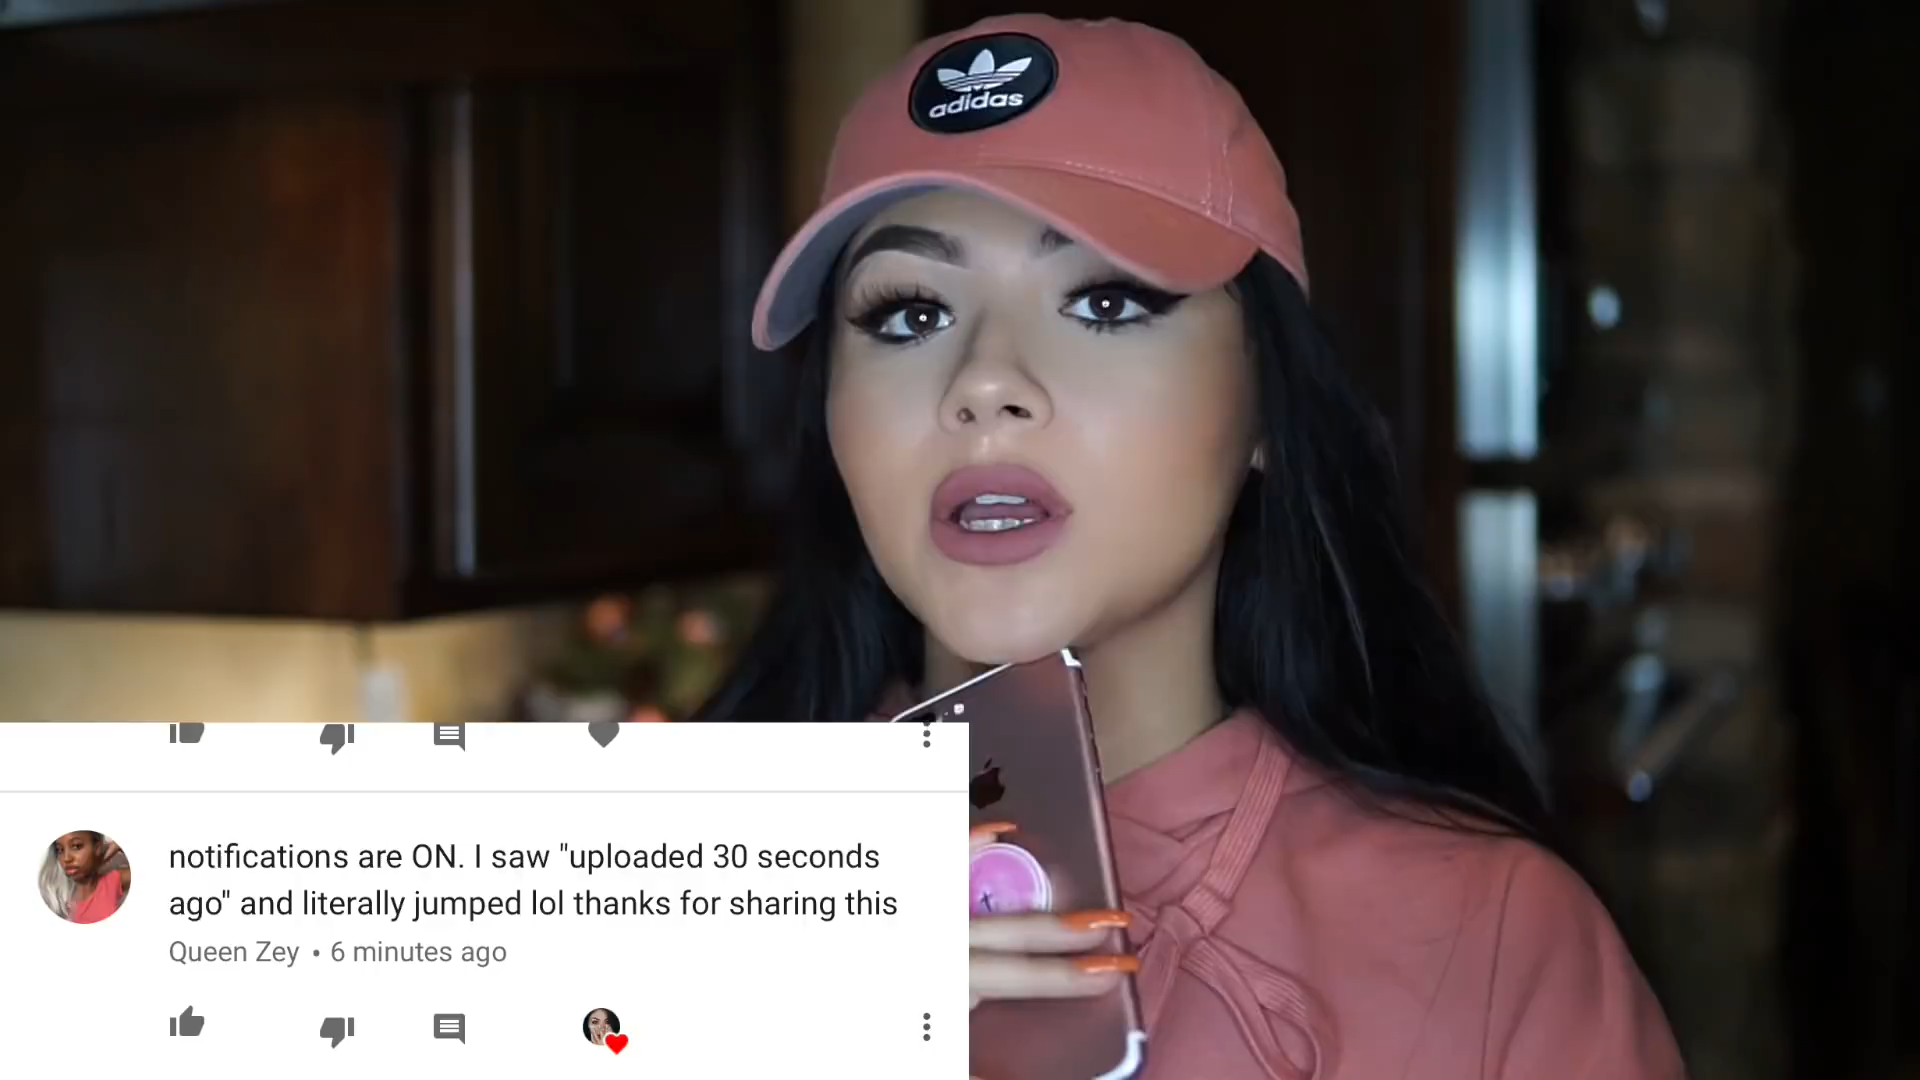 adidas
notifications are ON. I saw "uploaded 30 seconds
ago" and literally jumped lol thanks for sharing this
Queen Zey • 6 minutes ago